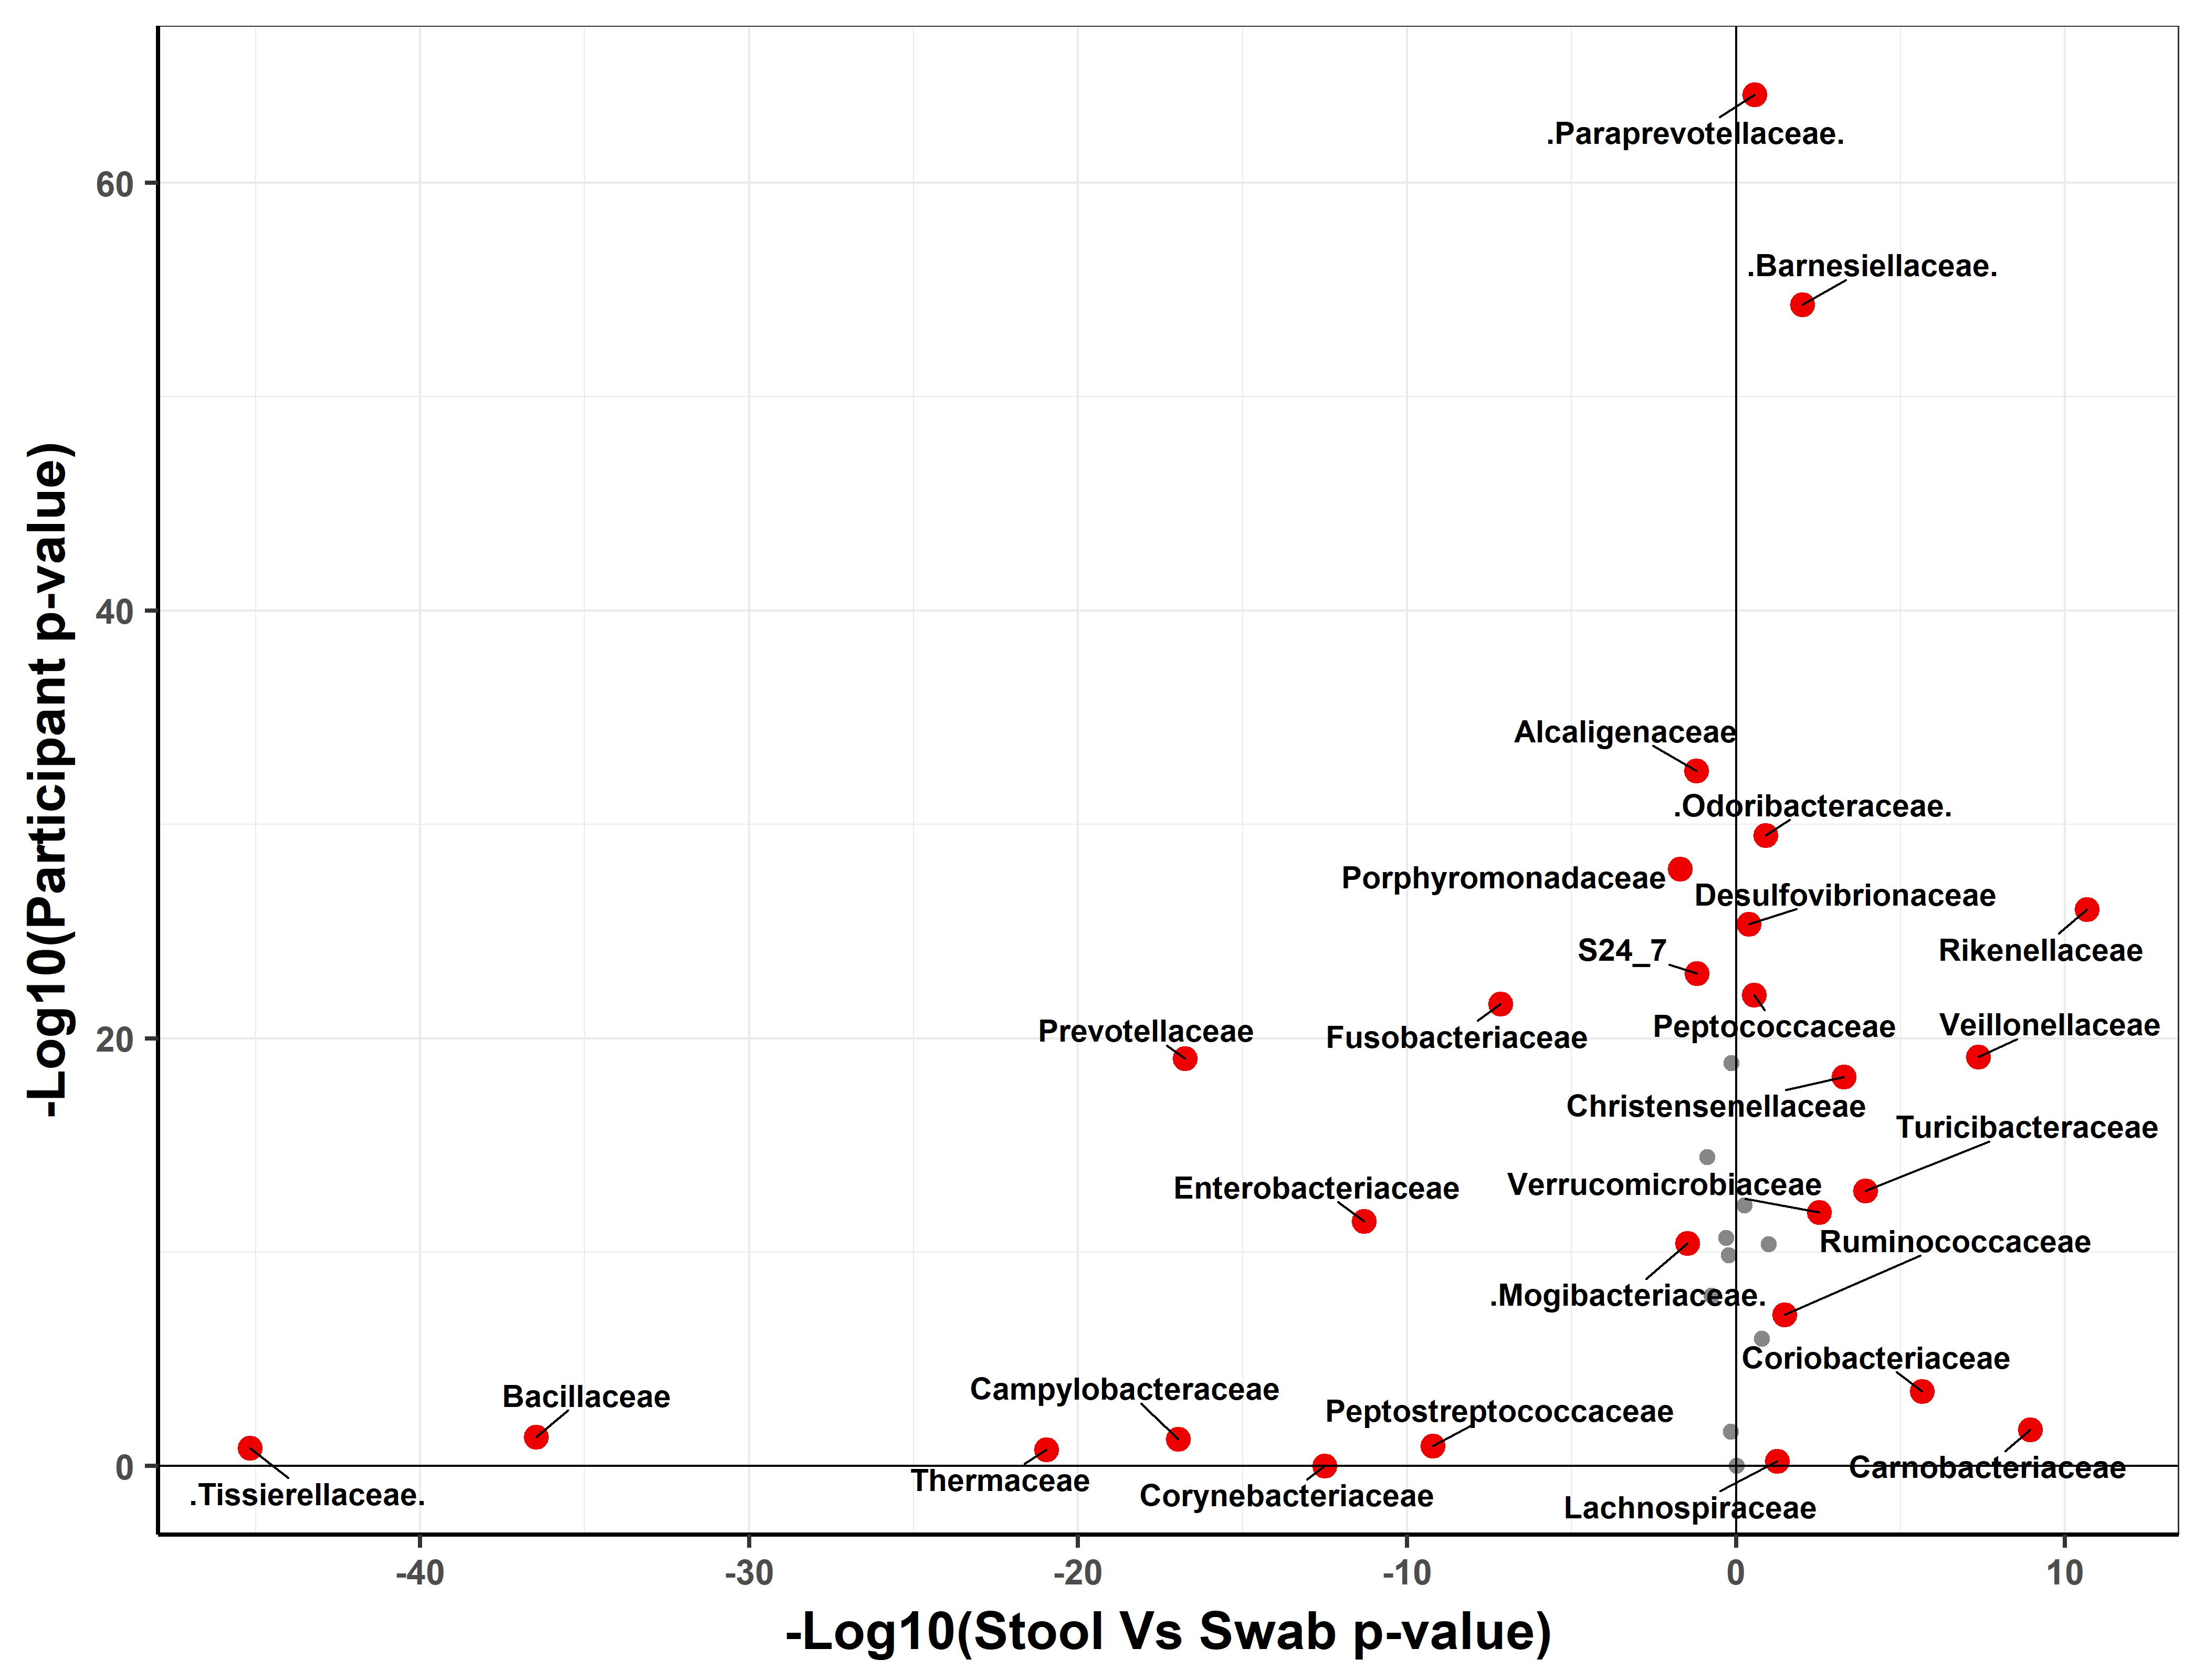 .Paraprevotellaceae.
60
.Barnesiellaceae.
-Log10(Participant p-value)
40
Alcaligenaceae
.Odoribacteraceae.
Porphyromonadaceae
Desulfovibrionaceae
S24_7
Rikenellaceae
Prevotellaceae
Fusobacteriaceae
Peptococcaceae
Veillonellaceae
20
Christensenellaceae
Turicibacteraceae
Enterobacteriaceae
Verrucomicrobiaceae
Ruminococcaceae
.Mogibacteriaceae.
Coriobacteriaceae
Bacillaceae
Campylobacteraceae
Peptostreptococcaceae
0
.Tissierellaceae.
Thermaceae
Corynebacteriaceae
Carnobacteriaceae
Lachnospiraceae
-40 -30 -20 -10 0 10
-Log10(Stool Vs Swab p-value)